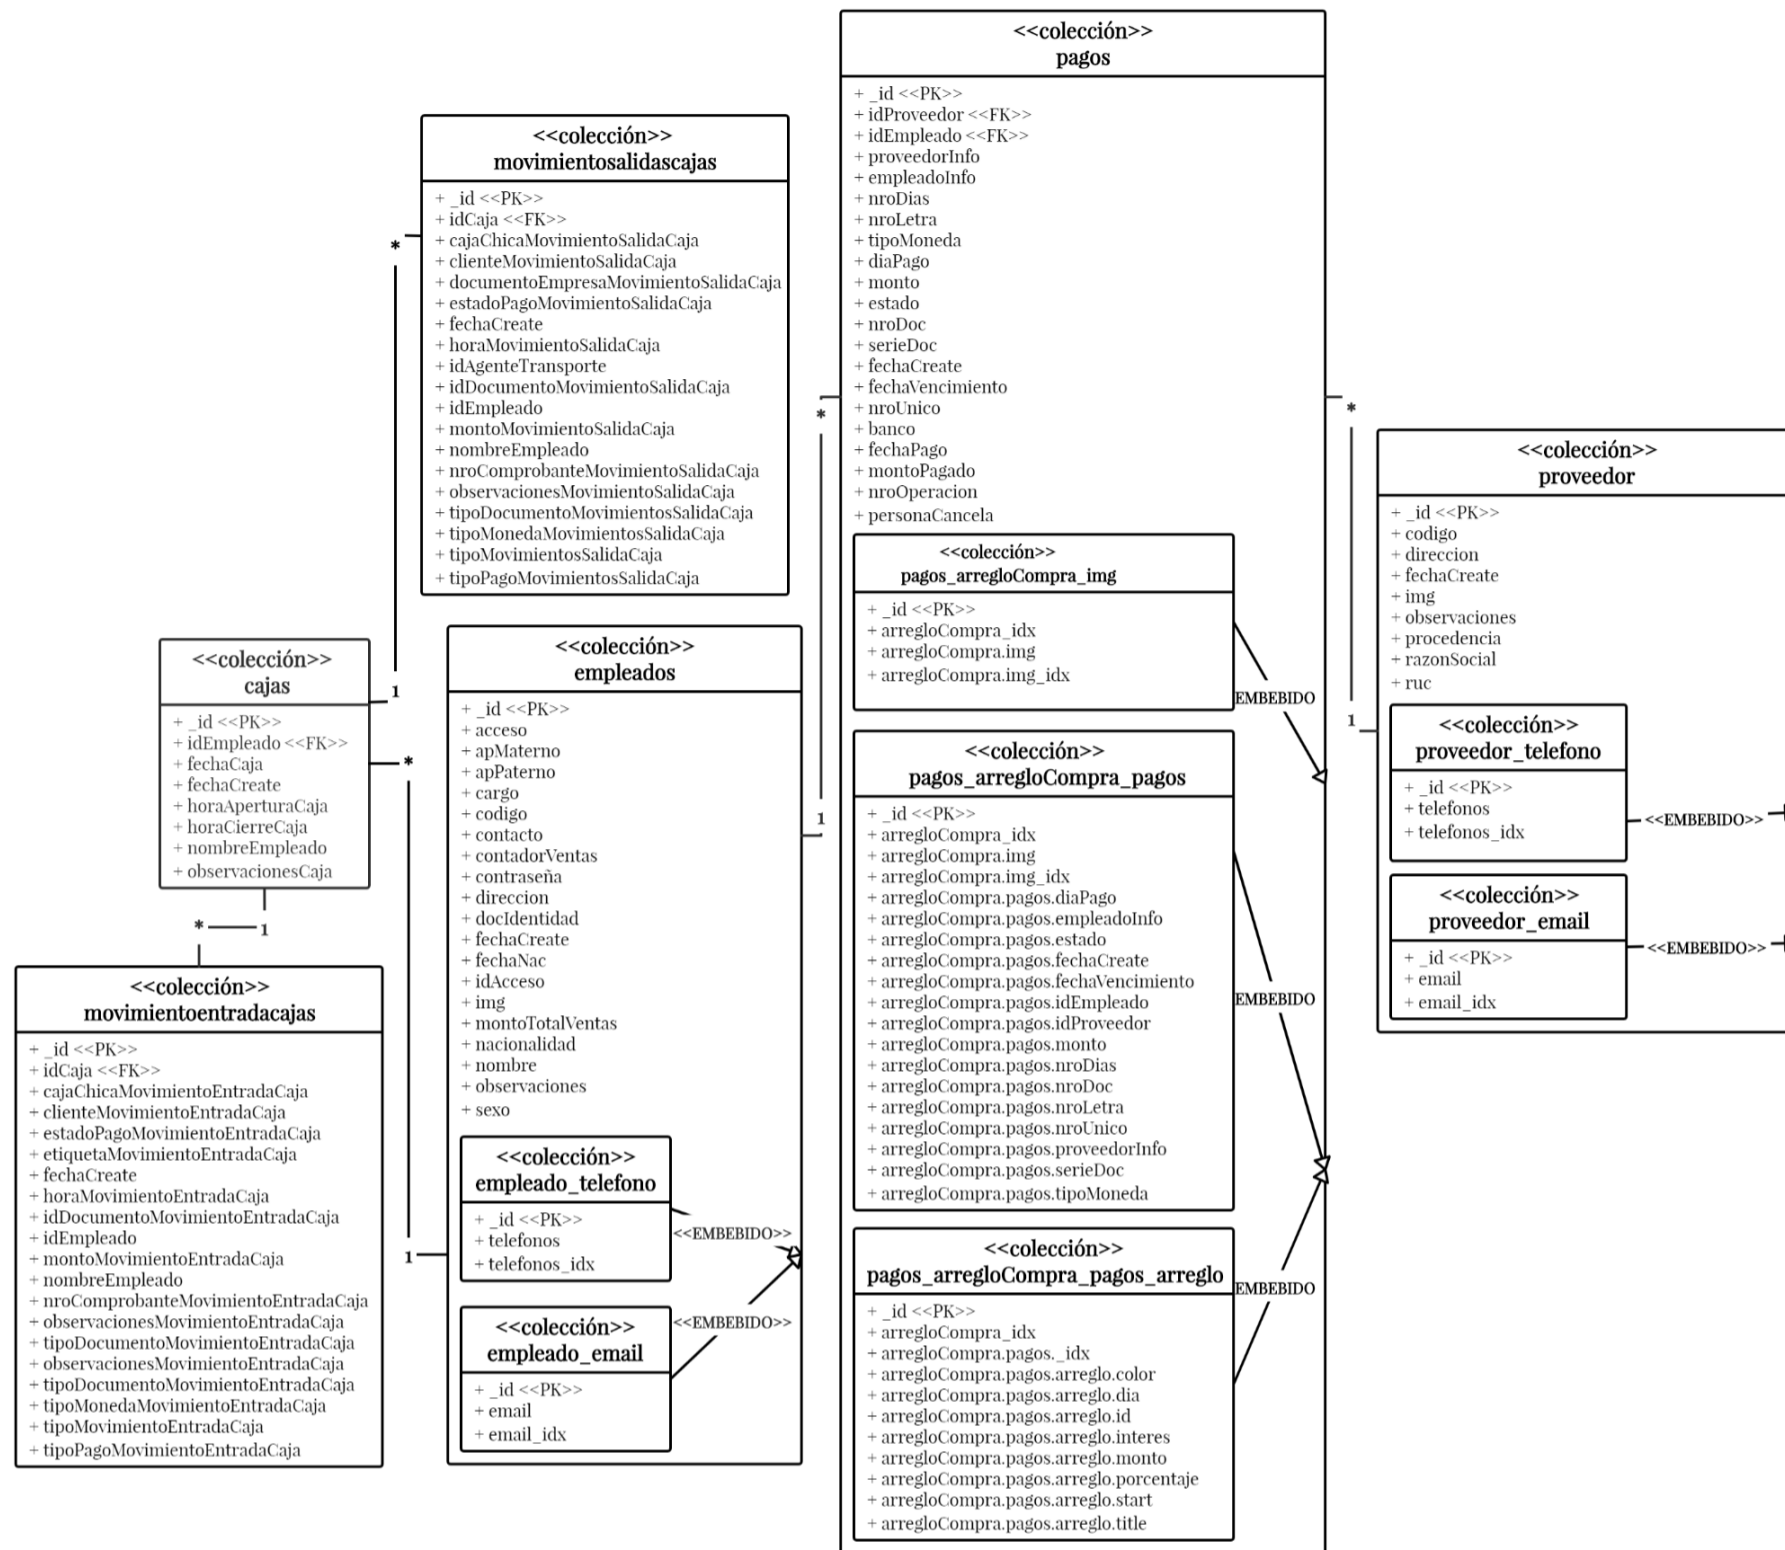 <<colección>>
pagos
+ _id <<PK>>
+ idProveedor <<FK>>
+ idEmpleado <<FK>>
+ proveedorInfo
+ empleadoInfo
+ nroDias
+ nroLetra
+ tipoMoneda
+ diaPago
+ monto
+ estado
+ nroDoc
+ serieDoc
+ fechaCreate
+ fechaVencimiento
+ nroUnico
+ banco
+ fechaPago
+ montoPagado
+ nroOperacion
+ personaCancela
<<colección>>
pagos_arregloCompra_img
+ _id <<PK>>
+ arregloCompra_idx
+ arregloCompra.img
+ arregloCompra.img_idx
EMBEBIDO
<<colección>>
pagos_arregloCompra_pagos
+ _id <<PK>>
+ arregloCompra_idx
+ arregloCompra.img
+ arregloCompra.img_idx
+ arregloCompra.pagos.diaPago
+ arregloCompra.pagos.empleadoInfo
+ arregloCompra.pagos.estado
+ arregloCompra.pagos.fechaCreate
+ arregloCompra.pagos.fechaVencimiento
+ arregloCompra.pagos.idEmpleado
+ arregloCompra.pagos.idProveedor
+ arregloCompra.pagos.monto
+ arregloCompra.pagos.nroDias
+ arregloCompra.pagos.nroDoc
+ arregloCompra.pagos.nroLetra
+ arregloCompra.pagos.nroUnico
+ arregloCompra.pagos.proveedorInfo
+ arregloCompra.pagos.serieDoc
+ arregloCompra.pagos.tipoMoneda
EMBEBIDO
<<colección>>
pagos_arregloCompra_pagos_arreglo
+ _id <<PK>>
+ arregloCompra_idx
+ arregloCompra.pagos._idx
+ arregloCompra.pagos.arreglo.color
+ arregloCompra.pagos.arreglo.dia
+ arregloCompra.pagos.arreglo.id
+ arregloCompra.pagos.arreglo.interes
+ arregloCompra.pagos.arreglo.monto
+ arregloCompra.pagos.arreglo.porcentaje
+ arregloCompra.pagos.arreglo.start
+ arregloCompra.pagos.arreglo.title
EMBEBIDO
<<colección>>
movimientosalidascajas
+ _id <<PK>>
+ idCaja <<FK>>
+ cajaChicaMovimientoSalidaCaja
+ clienteMovimientoSalidaCaja
+ documentoEmpresaMovimientoSalidaCaja
+ estadoPagoMovimientoSalidaCaja
+ fechaCreate
+ horaMovimientoSalidaCaja
+ idAgenteTransporte
+ idDocumentoMovimientoSalidaCaja
+ idEmpleado
+ montoMovimientoSalidaCaja
+ nombreEmpleado
+ nroComprobanteMovimientoSalidaCaja
+ observacionesMovimientoSalidaCaja
+ tipoDocumentoMovimientosSalidaCaja
+ tipoMonedaMovimientosSalidaCaja
+ tipoMovimientosSalidaCaja
+ tipoPagoMovimientosSalidaCaja
*
1
<<colección>>
cajas
+ _id <<PK>>
+ idEmpleado <<FK>>
+ fechaCaja
+ fechaCreate
+ horaAperturaCaja
+ horaCierreCaja
+ nombreEmpleado
+ observacionesCaja
*
1
*
1
<<colección>>
movimientoentradacajas
+ _id <<PK>>
+ idCaja <<FK>>
+ cajaChicaMovimientoEntradaCaja
+ clienteMovimientoEntradaCaja
+ estadoPagoMovimientoEntradaCaja
+ etiquetaMovimientoEntradaCaja
+ fechaCreate
+ horaMovimientoEntradaCaja
+ idDocumentoMovimientoEntradaCaja
+ idEmpleado
+ montoMovimientoEntradaCaja
+ nombreEmpleado
+ nroComprobanteMovimientoEntradaCaja
+ observacionesMovimientoEntradaCaja
+ tipoDocumentoMovimientoEntradaCaja
+ observacionesMovimientoEntradaCaja
+ tipoDocumentoMovimientoEntradaCaja
+ tipoMonedaMovimientoEntradaCaja
+ tipoMovimientoEntradaCaja
+ tipoPagoMovimientoEntradaCaja
<<colección>>
empleados
+ _id <<PK>>
+ acceso
+ apMaterno
+ apPaterno
+ cargo
+ codigo
+ contacto
+ contadorVentas
+ contraseña
+ direccion
+ docIdentidad
+ fechaCreate
+ fechaNac
+ idAcceso
+ img
+ montoTotalVentas
+ nacionalidad
+ nombre
+ observaciones
+ sexo
<<colección>>
empleado_telefono
+ _id <<PK>>
+ telefonos
+ telefonos_idx
<<EMBEBIDO>>
<<colección>>
empleado_email
+ _id <<PK>>
+ email
+ email_idx
<<EMBEBIDO>>
*
1
*
1
<<colección>>
proveedor
+ _id <<PK>>
+ codigo
+ direccion
+ fechaCreate
+ img
+ observaciones
+ procedencia
+ razonSocial
+ ruc
<<colección>>
proveedor_telefono
+ _id <<PK>>
+ telefonos
+ telefonos_idx
<<EMBEBIDO>>
<<colección>>
proveedor_email
+ _id <<PK>>
+ email
+ email_idx
<<EMBEBIDO>>